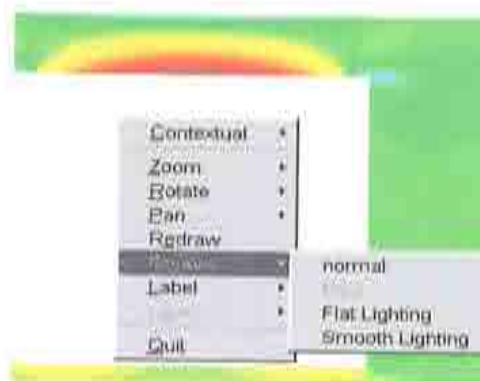 Contextual
Zoom
Rotate
Pan
Redraw
Label
Quit
normal
Flat Lighting
Smooth Lighting